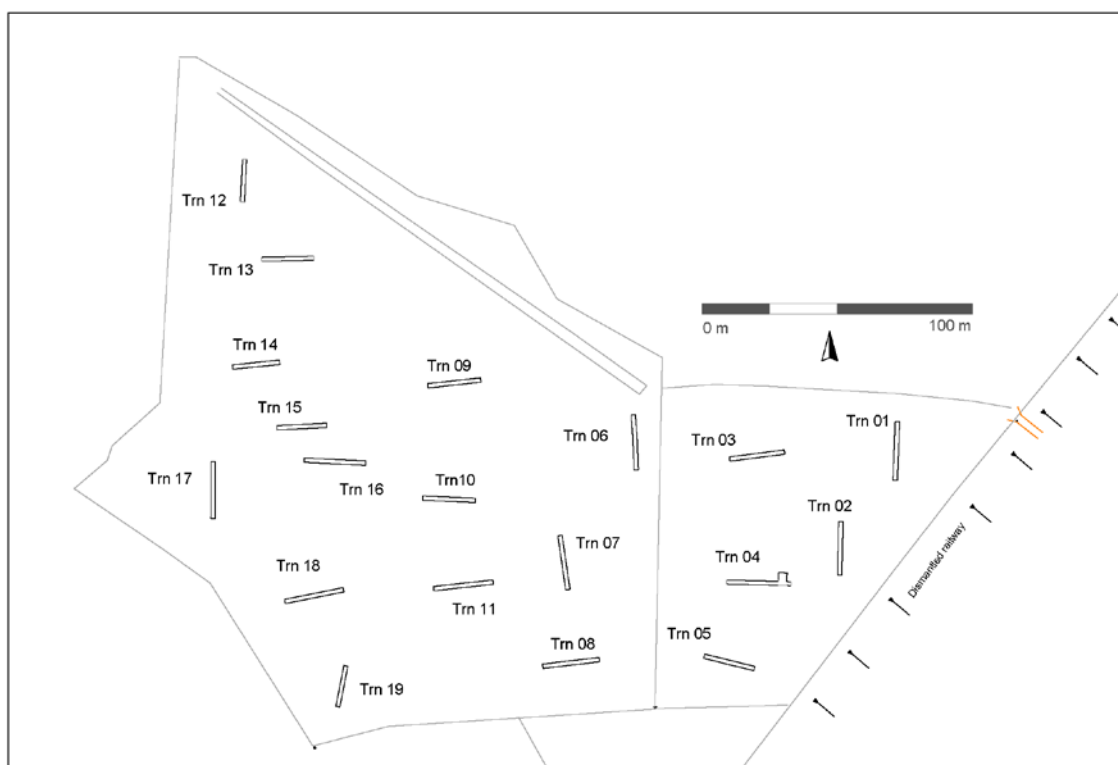 Trn 12
Trn 13
0 m
100 m
Trn 14
Trn 09
Trn 15
Trn 06
Trn 03
Trn 01
Trn 17
Trn 16
Trn10
Trn 02
Trn 07
Trn 04
Dismantled railway
Trn 18
Trn 11
Trn 05
Trn 08
Trn 19